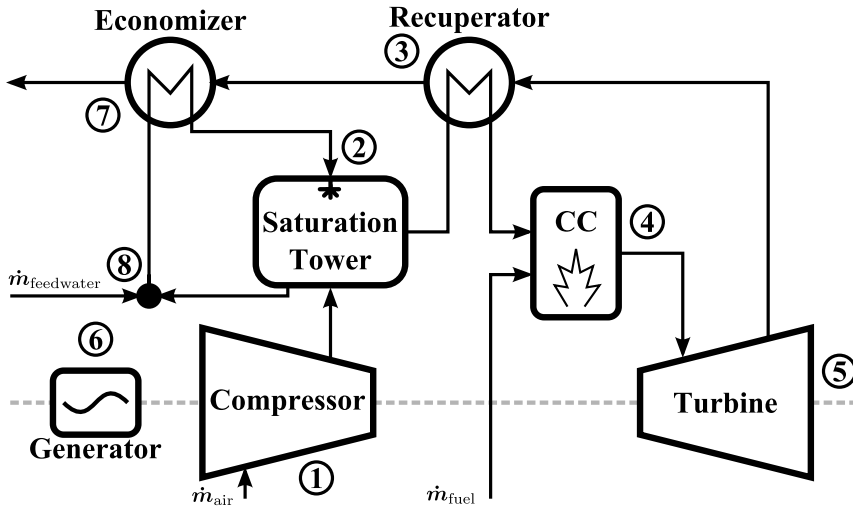 Economizer
Recuperator
3
7
2
Saturation
Tower
CC
4
8
ṁfeedwater
6
5
Compressor
Turbine
Generator
1
ṁair
ṁfuel